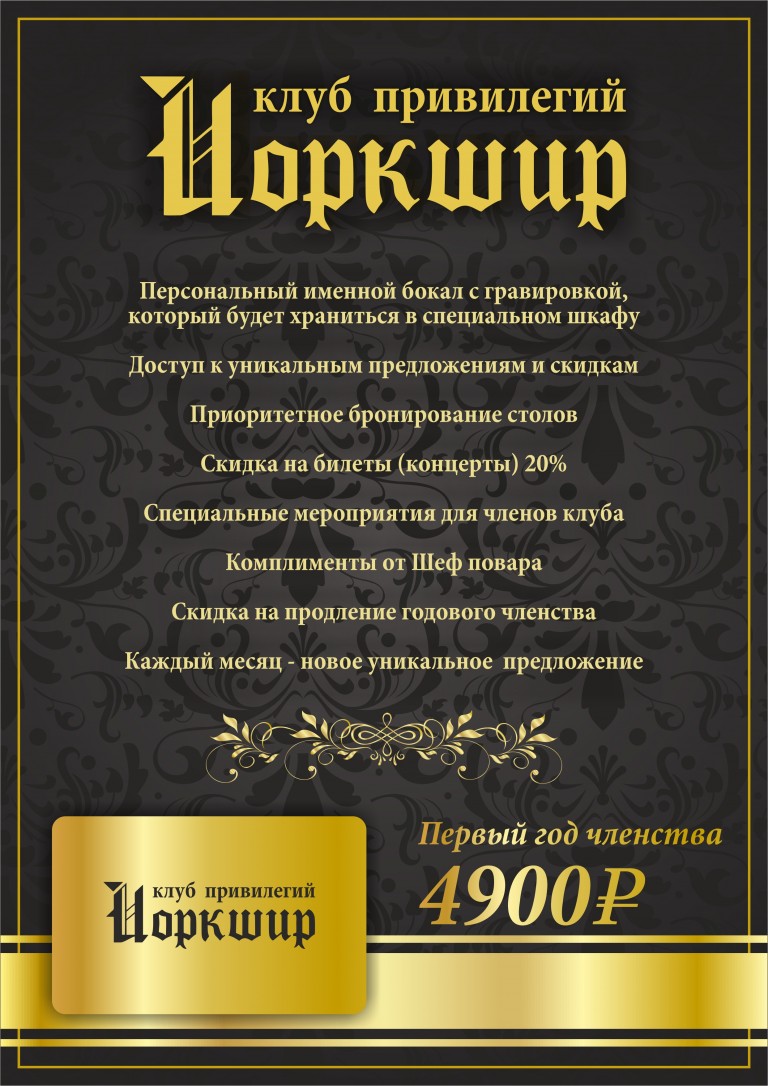 клуб привилегий
Йоркшир
Персональный именной бокал с гравировкой,
который будет храниться в специальном шкафу
Доступ к уникальным предложениям и скидкам
Приоритетное бронирование столов
Скидка на билеты (концерты) 20%
Специальные мероприятия для членов клуба
Комплименты от Шеф повара
Скидка на продление годового членства
Каждый месяц - новое уникальное предложение
Первый год членства
4900₽
клуб привилегий
Йоркшир